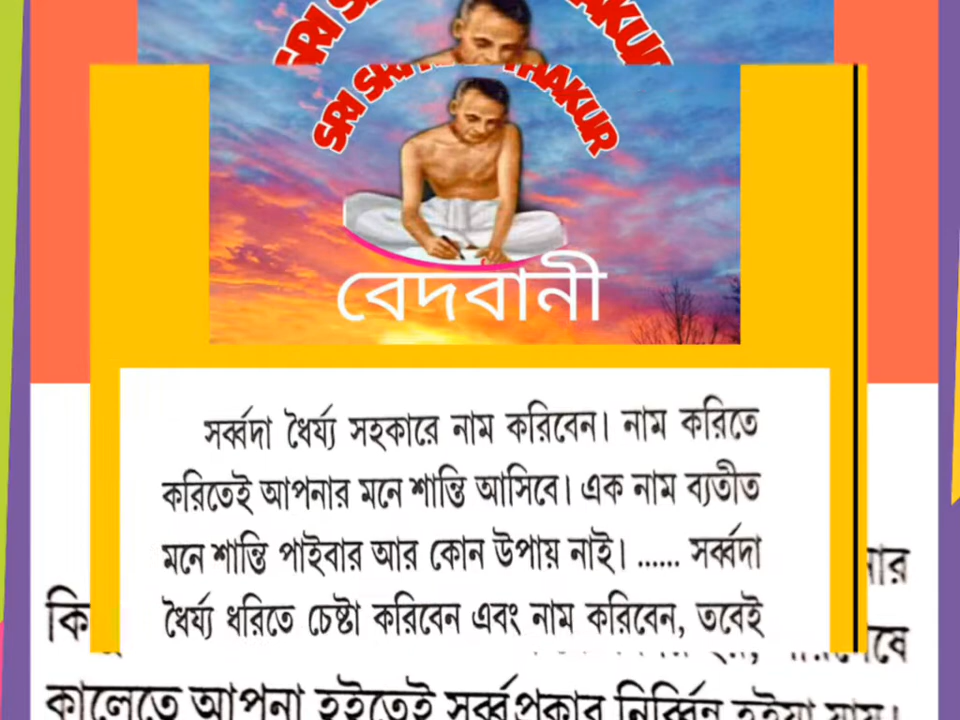 SRI SRI THAKUR
বেদবানী
সর্ব্বদা ধৈর্য্য সহকারে নাম করিবেন। নাম করিতে
করিতেই আপনার মনে শান্তি আসিবে। এক নাম ব্যতীত
মনে শান্তি পাইবার আর কোন উপায় নাই। ...... সর্ব্বদা
ধৈর্য্য ধরিতে চেষ্টা করিবেন এবং নাম করিবেন, তবেই
কালেতে আপনা হইতেই সর্ব্বপ্রকার নির্ব্বিঘ্ন হইয়া যায়।